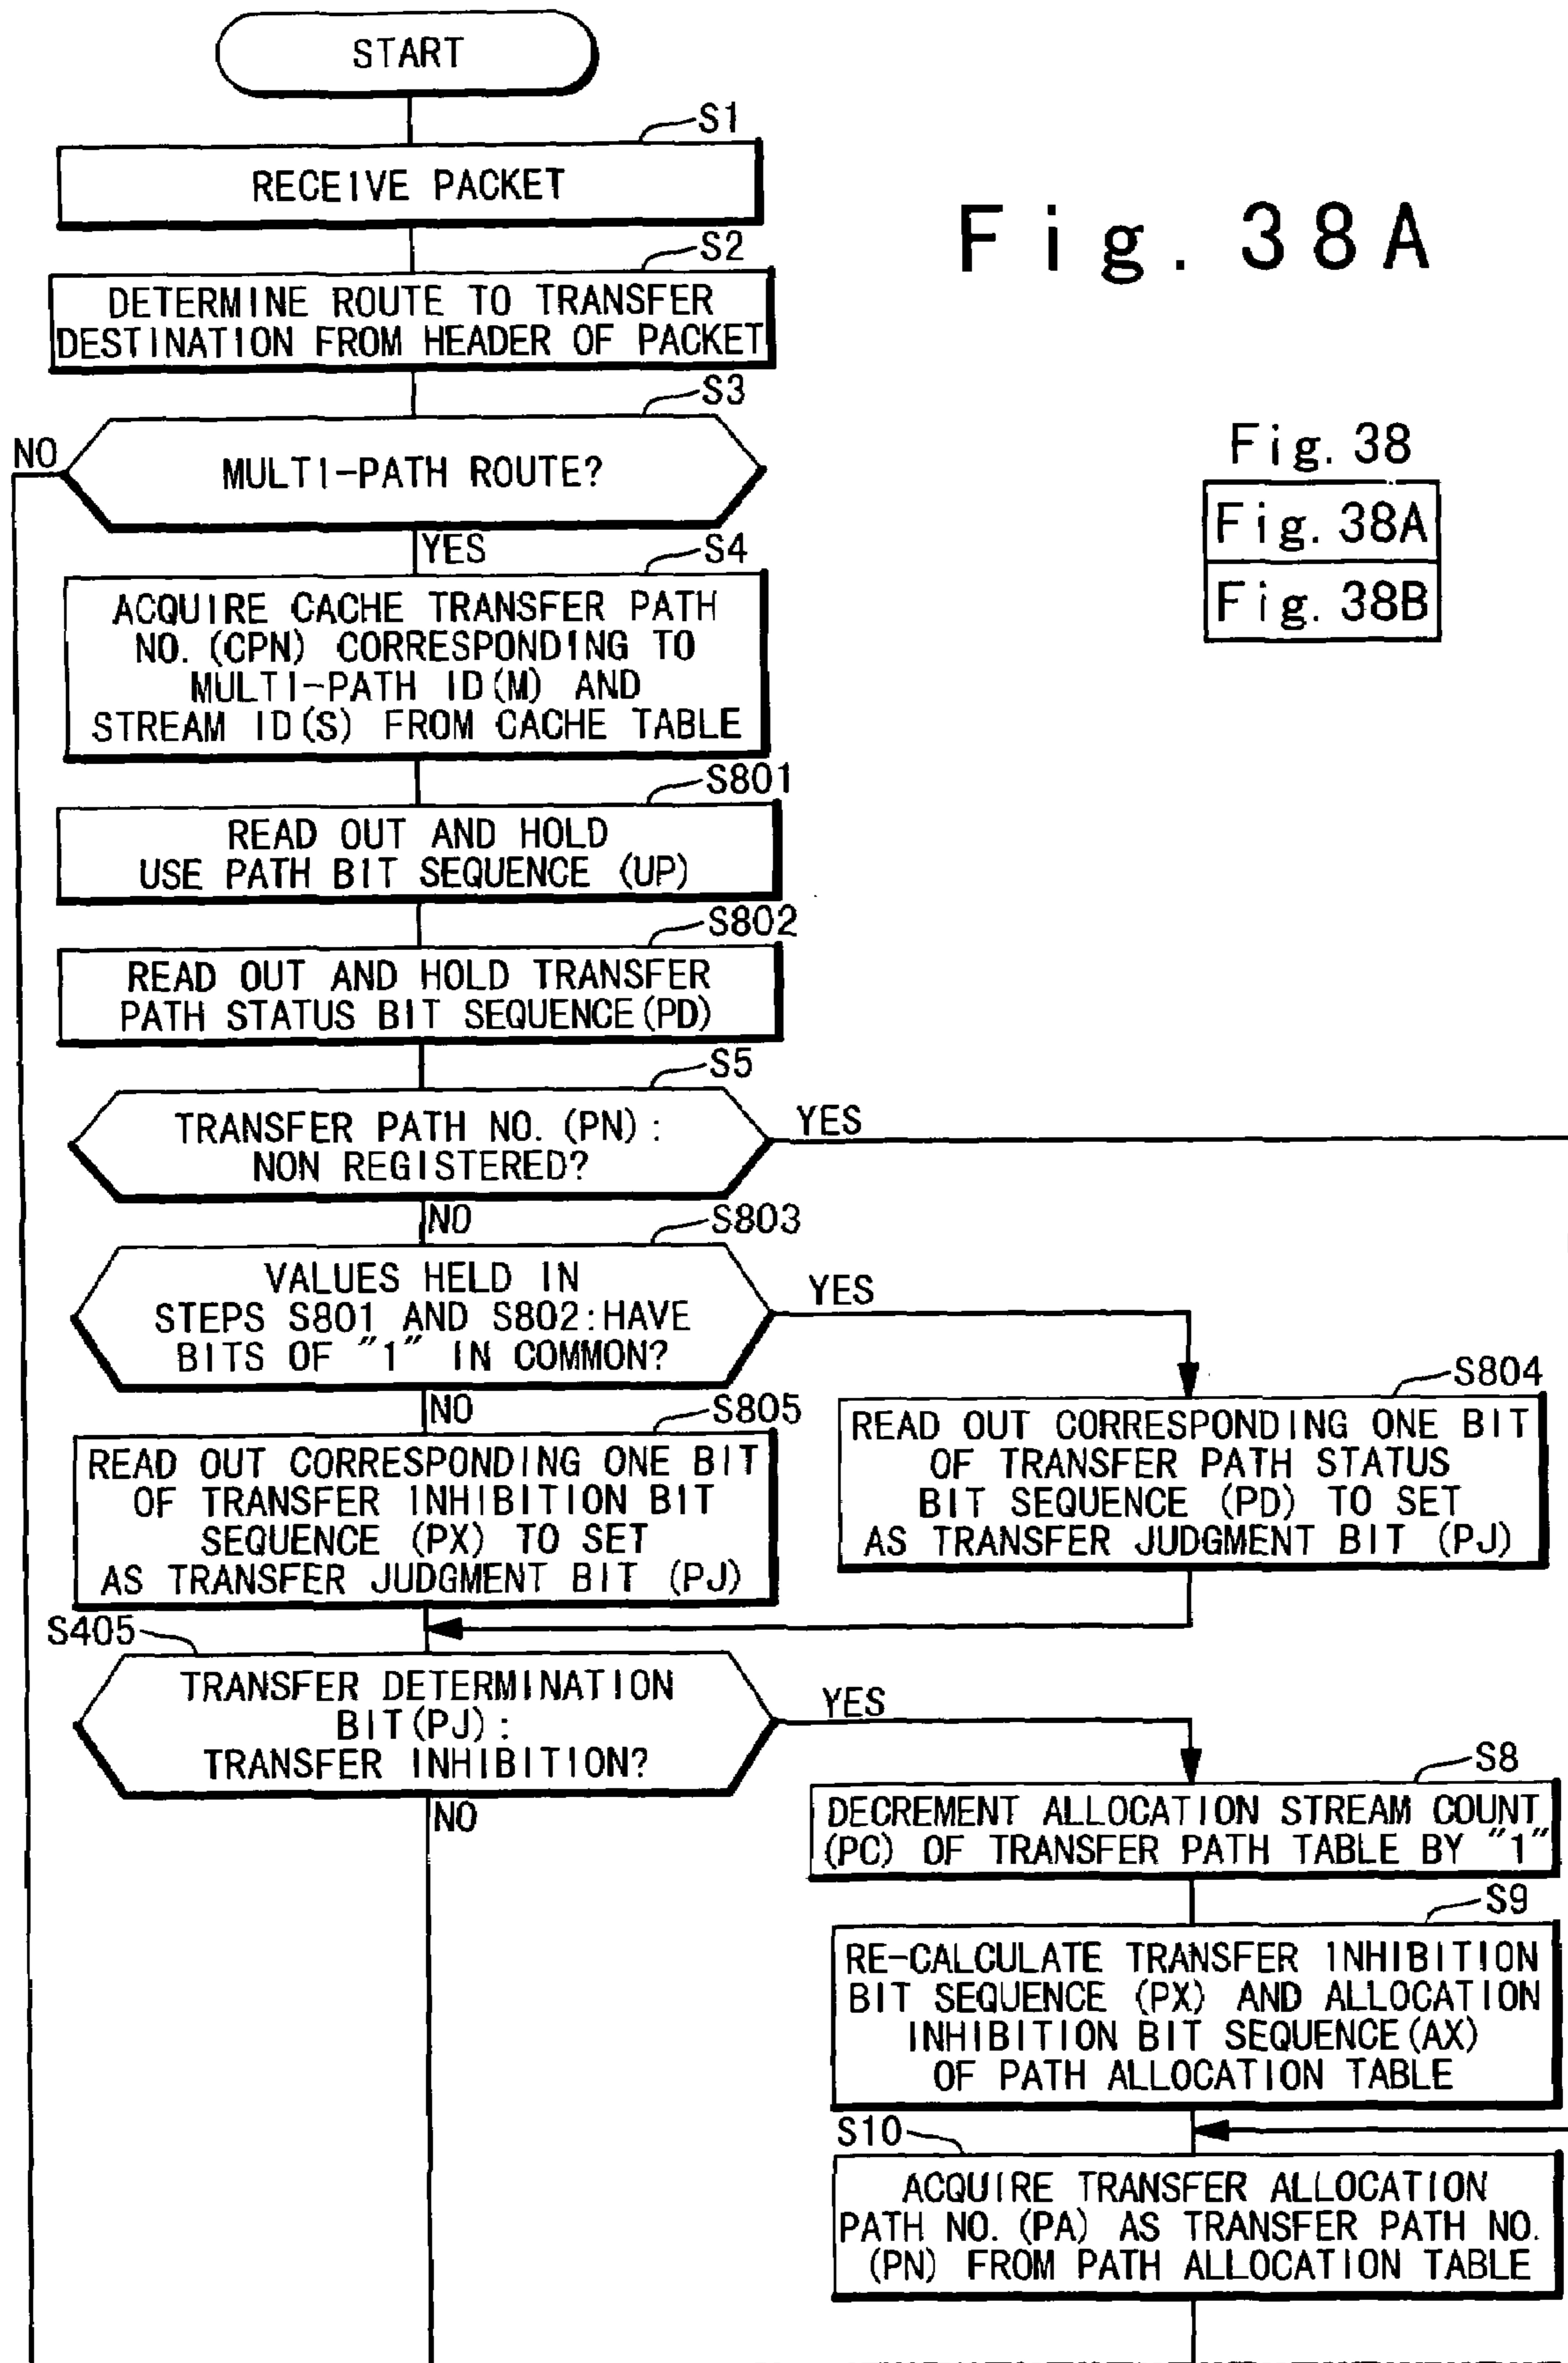 START
S1
RECEIVE PACKET
Fig. 38A
S2
DETERMINE ROUTE TO TRANSFER
DESTINATION FROM HEADER OF PACKET
S3
NO
MULTI-PATH ROUTE?
Fig. 38
Fig. 38A
Fig. 38B
YES
S4
ACQUIRE CACHE TRANSFER PATH
NO. (CPN) CORRESPONDING TO
MULTI-PATH ID(M) AND
STREAM ID(S) FROM CACHE TABLE
S801
READ OUT AND HOLD
USE PATH BIT SEQUENCE (UP)
S802
READ OUT AND HOLD TRANSFER
PATH STATUS BIT SEQUENCE(PD)
S5
TRANSFER PATH NO. (PN):
NON REGISTERED?
YES
NO
S803
VALUES HELD IN
STEPS S801 AND S802:HAVE
BITS OF "1" IN COMMON?
YES
S804
READ OUT CORRESPONDING ONE BIT
OF TRANSFER PATH STATUS
BIT SEQUENCE (PD) TO SET
AS TRANSFER JUDGMENT BIT (PJ)
NO
S805
READ OUT CORRESPONDING ONE BIT
OF TRANSFER INHIBITION BIT
SEQUENCE (PX) TO SET
AS TRANSFER JUDGMENT BIT (PJ)
S405
TRANSFER DETERMINATION
BIT(PJ):
TRANSFER INHIBITION?
YES
NO
S8
DECREMENT ALLOCATION STREAM COUNT
(PC) OF TRANSFER PATH TABLE BY "1"
S9
RE-CALCULATE TRANSFER INHIBITION
BIT SEQUENCE (PX) AND ALLOCATION
INHIBITION BIT SEQUENCE(AX)
OF PATH ALLOCATION TABLE
S10
ACQUIRE TRANSFER ALLOCATION
PATH NO. (PA) AS TRANSFER PATH NO.
(PN) FROM PATH ALLOCATION TABLE